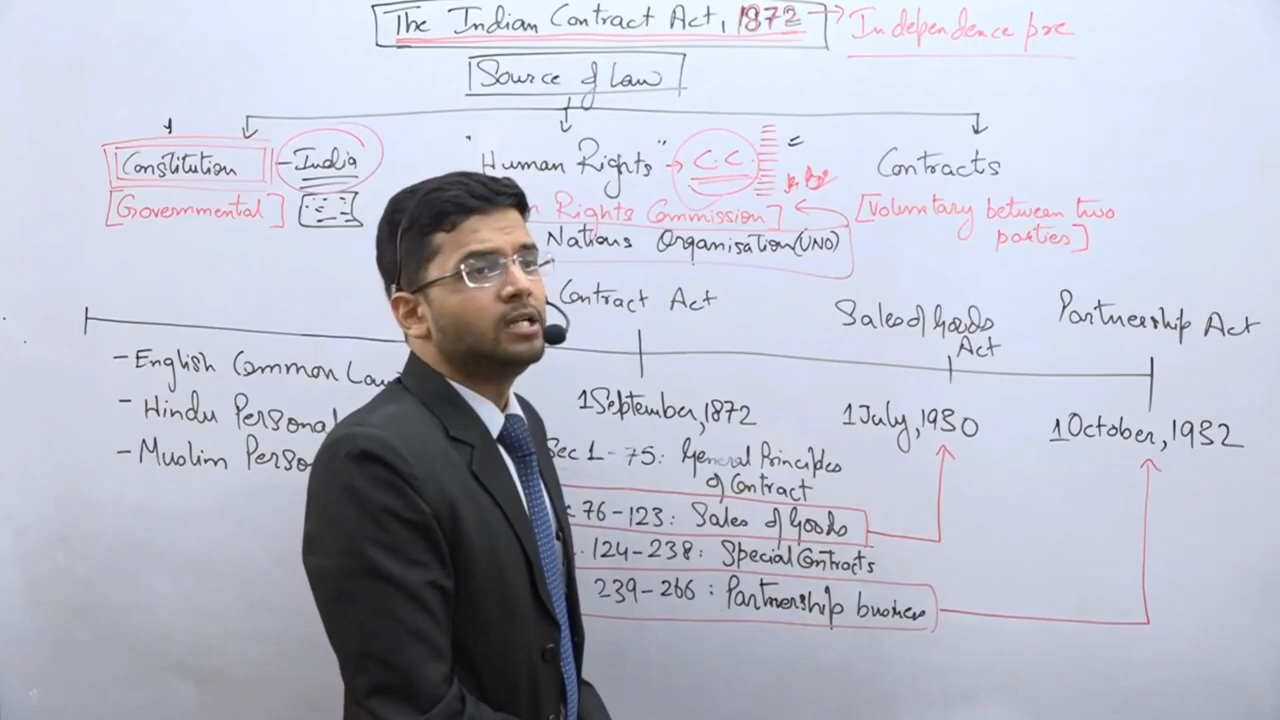 The Indian Contract Act, 1872 → Independence pre
Source of Law
Constitution - India
"Human Rights" → C.C.
Contracts
[Governmental]
Rights Commission]
Nations Organisation (UNO)
[Voluntary between two
parties]
Contract Act
Sales of Goods
Act
Partnership Act
- English Common Law
- Hindu Personal
- Muslim Perso
1 September, 1872
1 July, 1930
1 October, 1932
Sec 1 - 75: General Principles
of Contract
76-123: Sales of Goods
124-238: Special Contracts
239-266: Partnership business